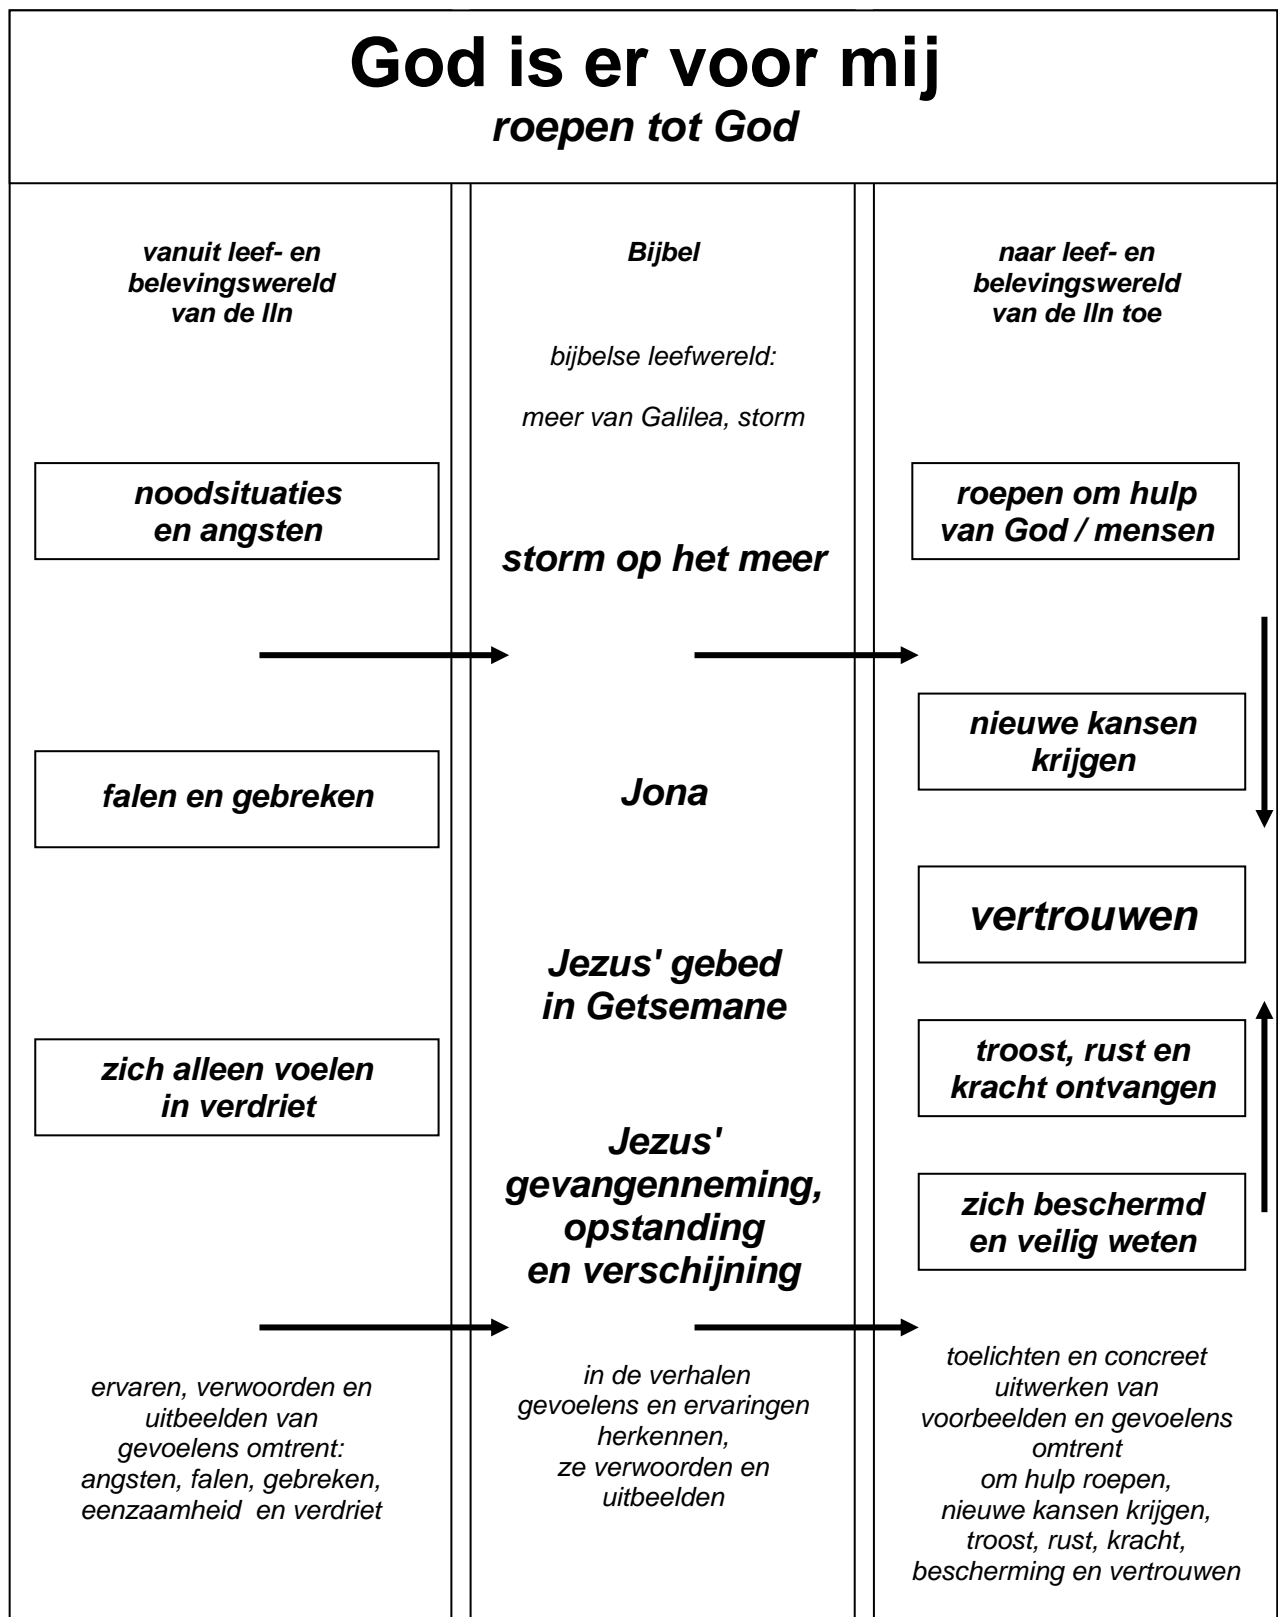 God is er voor mij
roepen tot God
vanuit leef- en
belevingswereld
van de lln
noodsituaties
en angsten
falen en gebreken
zich alleen voelen
in verdriet
ervaren, verwoorden en
uitbeelden van
gevoelens omtrent:
angsten, falen, gebreken,
eenzaamheid en verdriet
Bijbel
bijbelse leefwereld:
meer van Galilea, storm
storm op het meer
Jona
Jezus' gebed
in Getsemane
Jezus'
gevangenneming,
opstanding
en verschijning
in de verhalen
gevoelens en ervaringen
herkennen,
ze verwoorden en
uitbeelden
naar leef- en
belevingswereld
van de lln toe
roepen om hulp
van God / mensen
nieuwe kansen
krijgen
vertrouwen
troost, rust en
kracht ontvangen
zich beschermd
en veilig weten
toelichten en concreet
uitwerken van
voorbeelden en gevoelens
omtrent
om hulp roepen,
nieuwe kansen krijgen,
troost, rust, kracht,
bescherming en vertrouwen